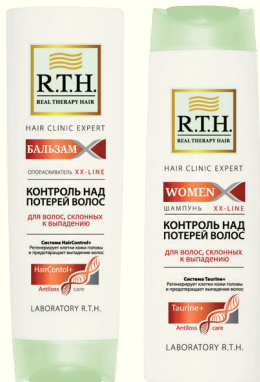 R.T.H.
REAL THERAPY HAIR
HAIR CLINIC EXPERT
БАЛЬЗАМ
ОПОЛАСКИВАТЕЛЬ XX-LINE
КОНТРОЛЬ НАД
ПОТЕРЕЙ ВОЛОС
для волос, склонных
к выпадению
Система HairControl+
Регенерирует клетки кожи головы
и предотвращает выпадение волос
HairContol+
Antiloss care
LABORATORY R.T.H.
R.T.H.
REAL THERAPY HAIR
HAIR CLINIC EXPERT
WOMEN
ШАМПУНЬ XX-LINE
КОНТРОЛЬ НАД
ПОТЕРЕЙ ВОЛОС
для волос, склонных
к выпадению
Система Taurine+
Регенерирует клетки кожи головы
и предотвращает выпадение волос
Taurine+
Antiloss care
LABORATORY R.T.H.